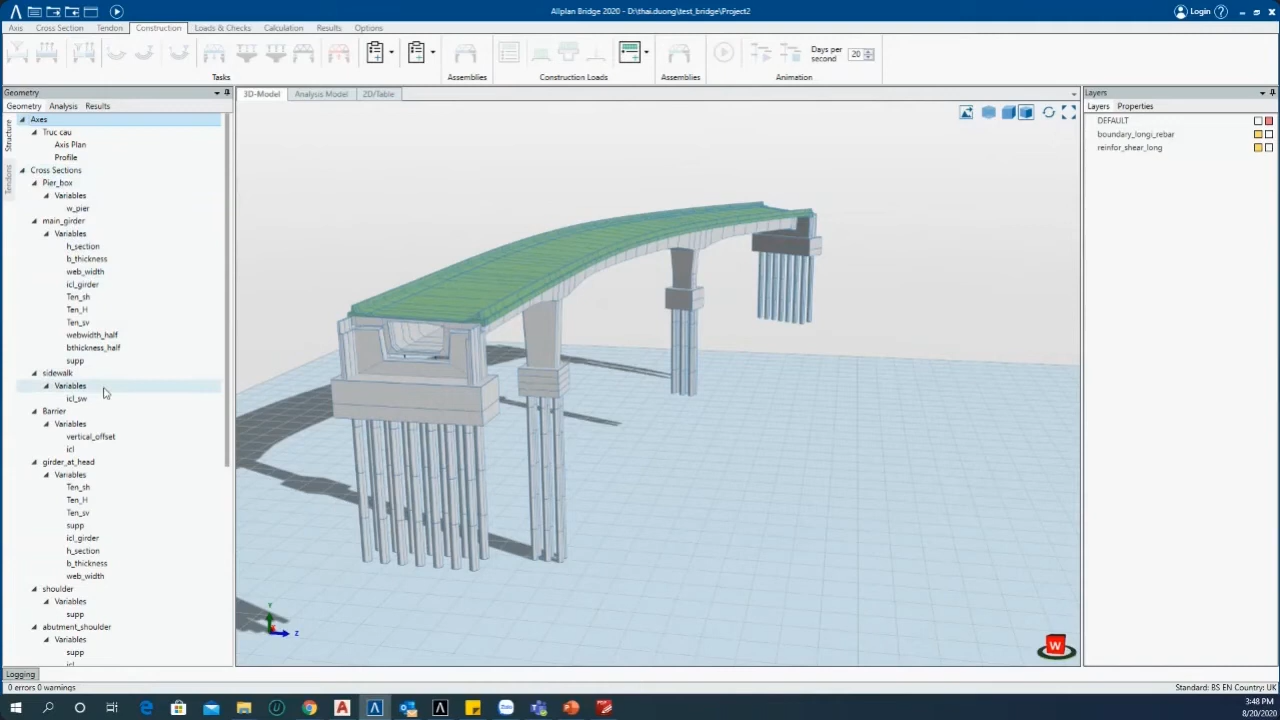 Allplan Bridge 2020 - D:\thai.duong\test_bridge\Project2
Login
Axis Cross Section Tendon Construction Loads & Checks Calculation Results Options
Days per second 20
Tasks Assemblies Construction Loads Assemblies Animation
Geometry
Geometry Analysis Results
Structure
Tendons
Axes
Truc cau
Axis Plan
Profile
Cross Sections
Pier_box
Variables
w_pier
main_girder
Variables
h_section
b_thickness
web_width
icl_girder
Ten_sh
Ten_H
Ten_sv
webwidth_half
bthickness_half
supp
sidewalk
Variables
icl_sw
Barrier
Variables
vertical_offset
icl
girder_at_head
Variables
Ten_sh
Ten_H
Ten_sv
supp
icl_girder
h_section
b_thickness
web_width
shoulder
Variables
supp
abutment_shoulder
Variables
supp
icl
3D-Model Analysis Model 2D/Table
Y
Z
W
Layers
Layers Properties
DEFAULT
boundary_longi_rebar
reinfor_shear_long
Logging
0 errors 0 warnings
Standard: BS EN Country: UK
3:48 PM
8/20/2020